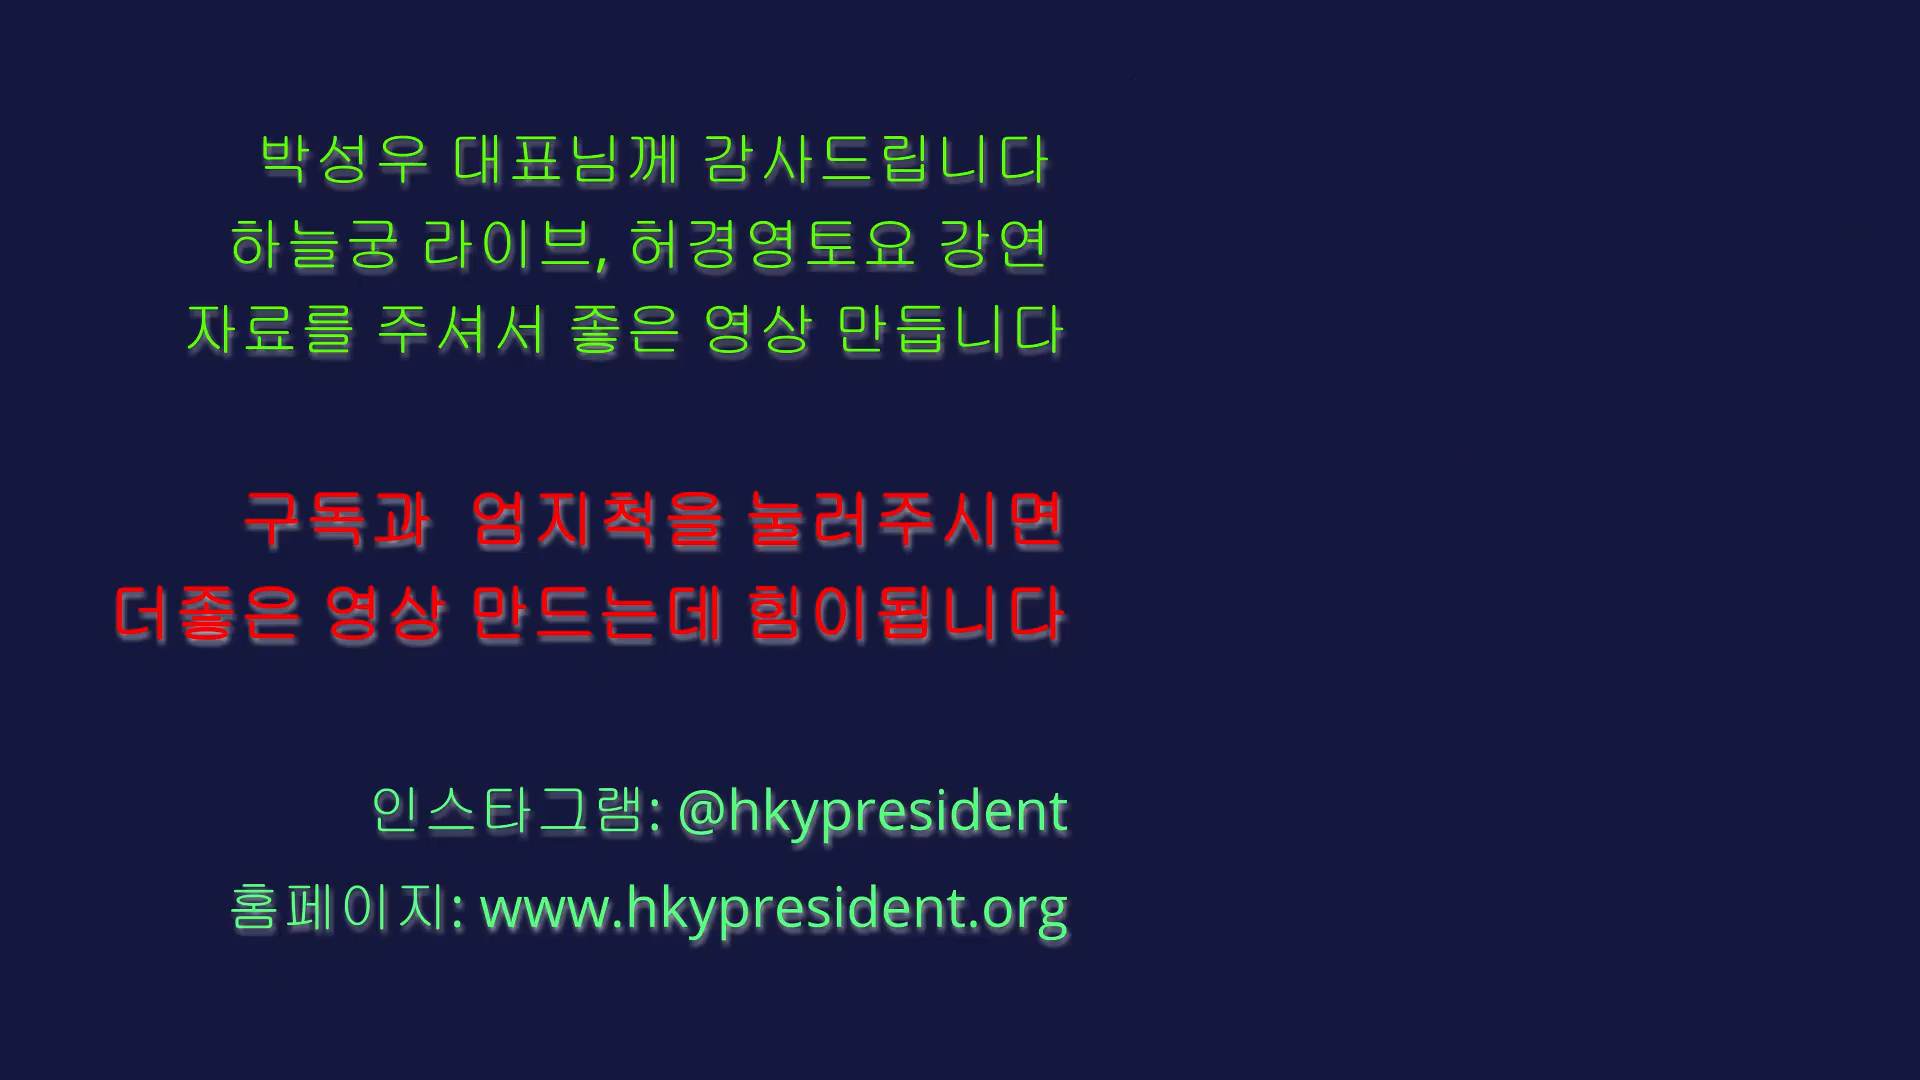 박성우 대표님께 감사드립니다
하늘궁 라이브, 허경영토요 강연
자료를 주셔서 좋은 영상 만듭니다
구독과  엄지척을 눌러주시면
더좋은 영상 만드는데 힘이됩니다
인스타그램: @hkypresident
홈페이지: www.hkypresident.org